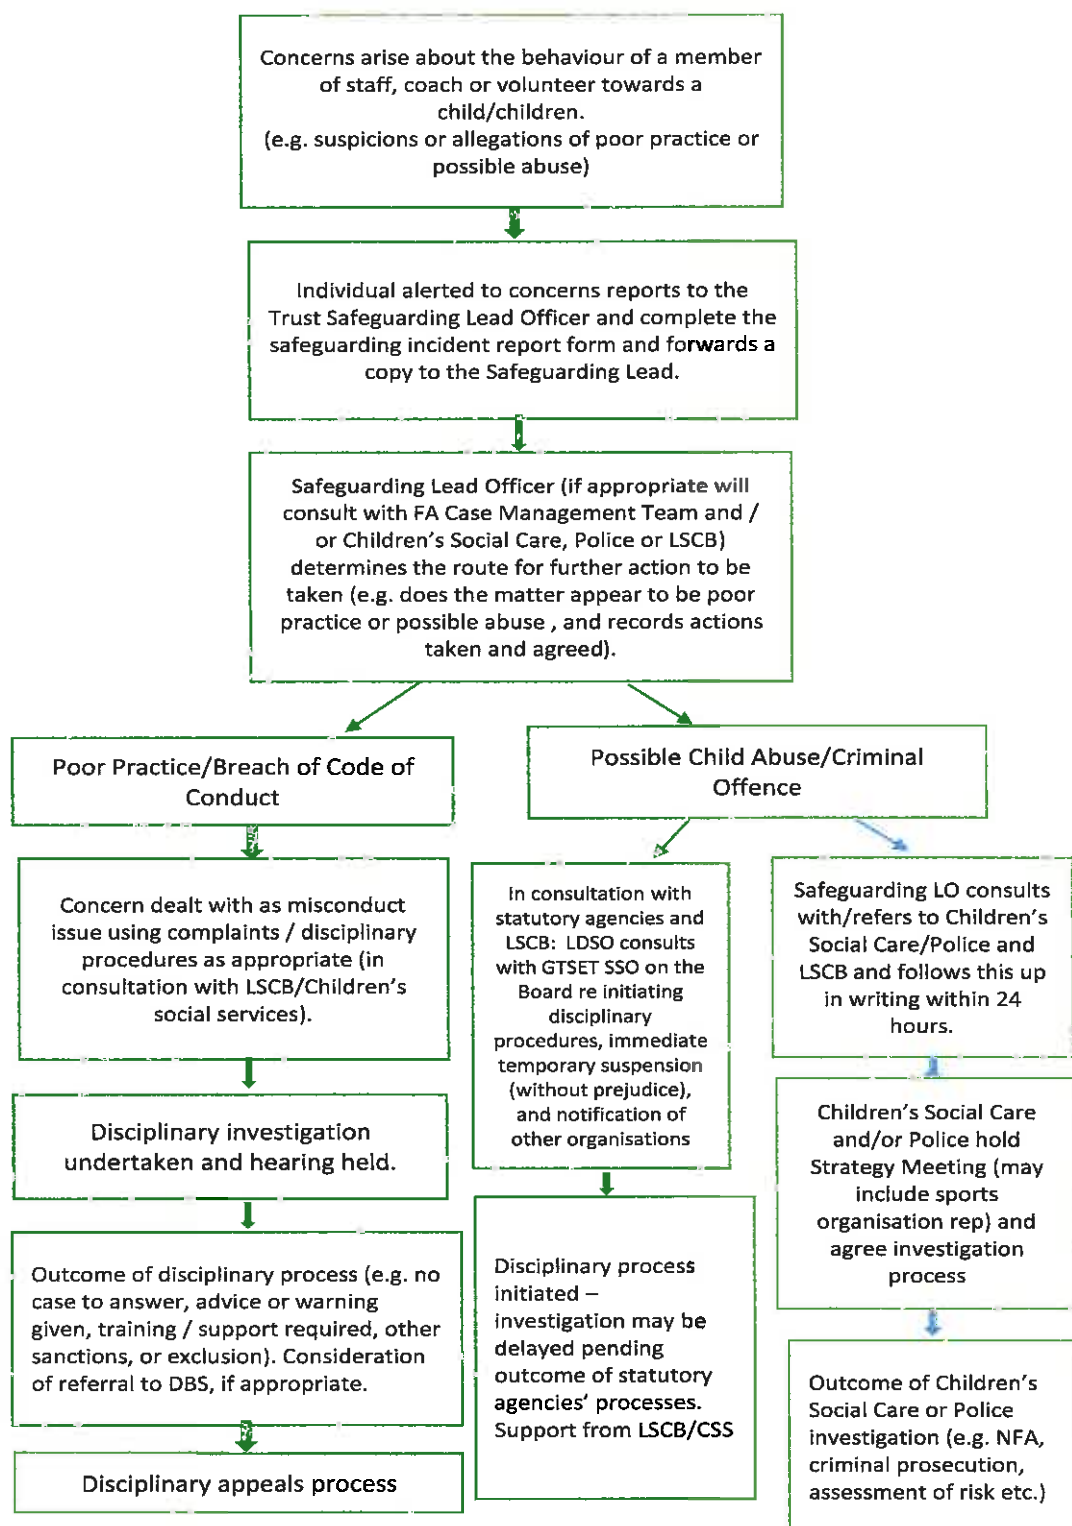 Concerns arise about the behaviour of a member
of staff, coach or volunteer towards a
child/children.
(e.g. suspicions or allegations of poor practice or
possible abuse)
Individual alerted to concerns reports to the
Trust Safeguarding Lead Officer and complete the
safeguarding incident report form and forwards a
copy to the Safeguarding Lead.
Safeguarding Lead Officer (if appropriate will
consult with FA Case Management Team and /
or Children's Social Care, Police or LSCB)
determines the route for further action to be
taken (e.g. does the matter appear to be poor
practice or possible abuse , and records actions
taken and agreed).
Poor Practice/Breach of Code of
Conduct
Concern dealt with as misconduct
issue using complaints / disciplinary
procedures as appropriate (in
consultation with LSCB/Children's
social services).
Disciplinary investigation
undertaken and hearing held.
Outcome of disciplinary process (e.g. no
case to answer, advice or warning
given, training / support required, other
sanctions, or exclusion). Consideration
of referral to DBS, if appropriate.
Disciplinary appeals process
Possible Child Abuse/Criminal
Offence
In consultation with
statutory agencies and
LSCB: LDSO consults
with GTSET SSO on the
Board re initiating
disciplinary
procedures, immediate
temporary suspension
(without prejudice),
and notification of
other organisations
Disciplinary process
initiated –
investigation may be
delayed pending
outcome of statutory
agencies' processes.
Support from LSCB/CSS
Safeguarding LO consults
with/refers to Children's
Social Care/Police and
LSCB and follows this up
in writing within 24
hours.
Children's Social Care
and/or Police hold
Strategy Meeting (may
include sports
organisation rep) and
agree investigation
process
Outcome of Children's
Social Care or Police
investigation (e.g. NFA,
criminal prosecution,
assessment of risk etc.)